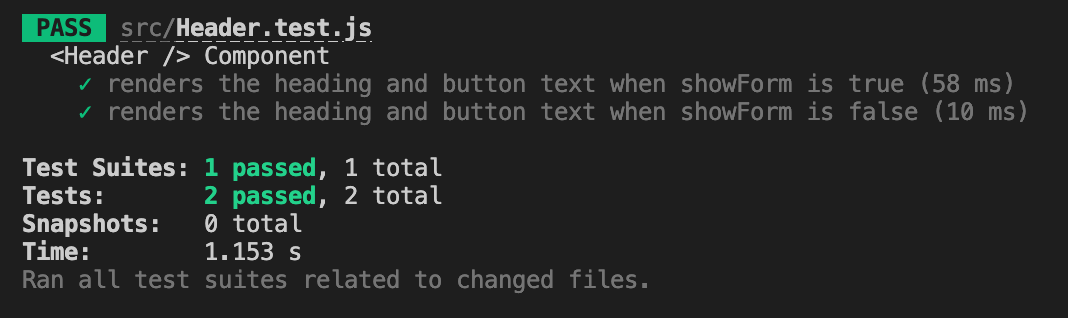 PASS src/Header.test.js
<Header /> Component
✓ renders the heading and button text when showForm is true (58 ms)
✓ renders the heading and button text when showForm is false (10 ms)
Test Suites: 1 passed, 1 total
Tests: 2 passed, 2 total
Snapshots: 0 total
Time: 1.153 s
Ran all test suites related to changed files.